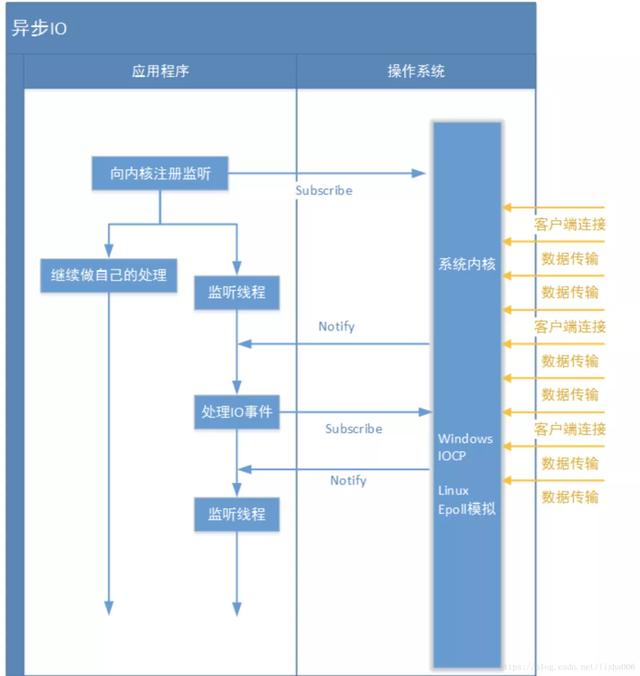 异步IO
应用程序
操作系统
向内核注册监听
Subscribe
继续做自己的处理
监听线程
Notify
处理IO事件
Subscribe
Notify
监听线程
系统内核
Windows
IOCP
Linux
Epoll模拟
客户端连接
数据传输
数据传输
客户端连接
数据传输
数据传输
客户端连接
数据传输
数据传输